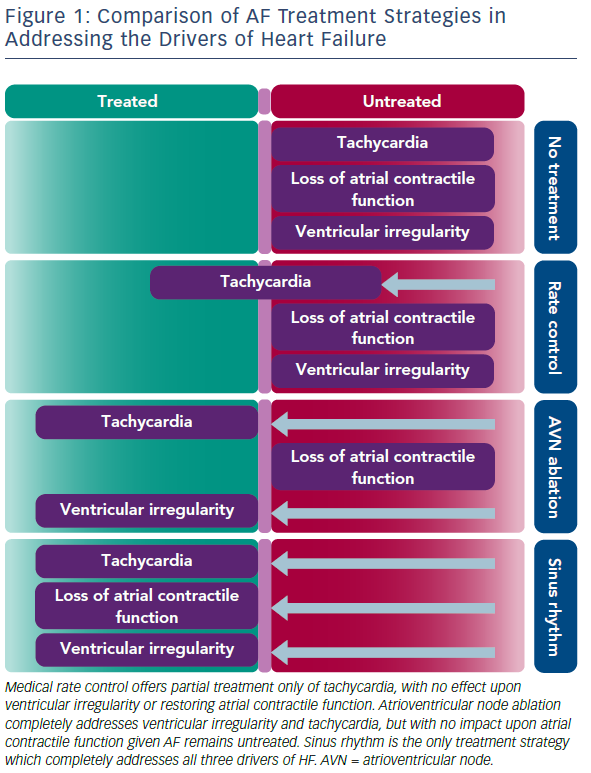 Figure 1: Comparison of AF Treatment Strategies in
Addressing the Drivers of Heart Failure
Treated
Untreated
Tachycardia
Loss of atrial contractile
function
Ventricular irregularity
No treatment
Tachycardia
Loss of atrial contractile
function
Ventricular irregularity
Rate control
Tachycardia
Loss of atrial contractile
function
Ventricular irregularity
AVN ablation
Tachycardia
Loss of atrial contractile
function
Ventricular irregularity
Sinus rhythm
Medical rate control offers partial treatment only of tachycardia, with no effect upon
ventricular irregularity or restoring atrial contractile function. Atrioventricular node ablation
completely addresses ventricular irregularity and tachycardia, but with no impact upon atrial
contractile function given AF remains untreated. Sinus rhythm is the only treatment strategy
which completely addresses all three drivers of HF. AVN = atrioventricular node.